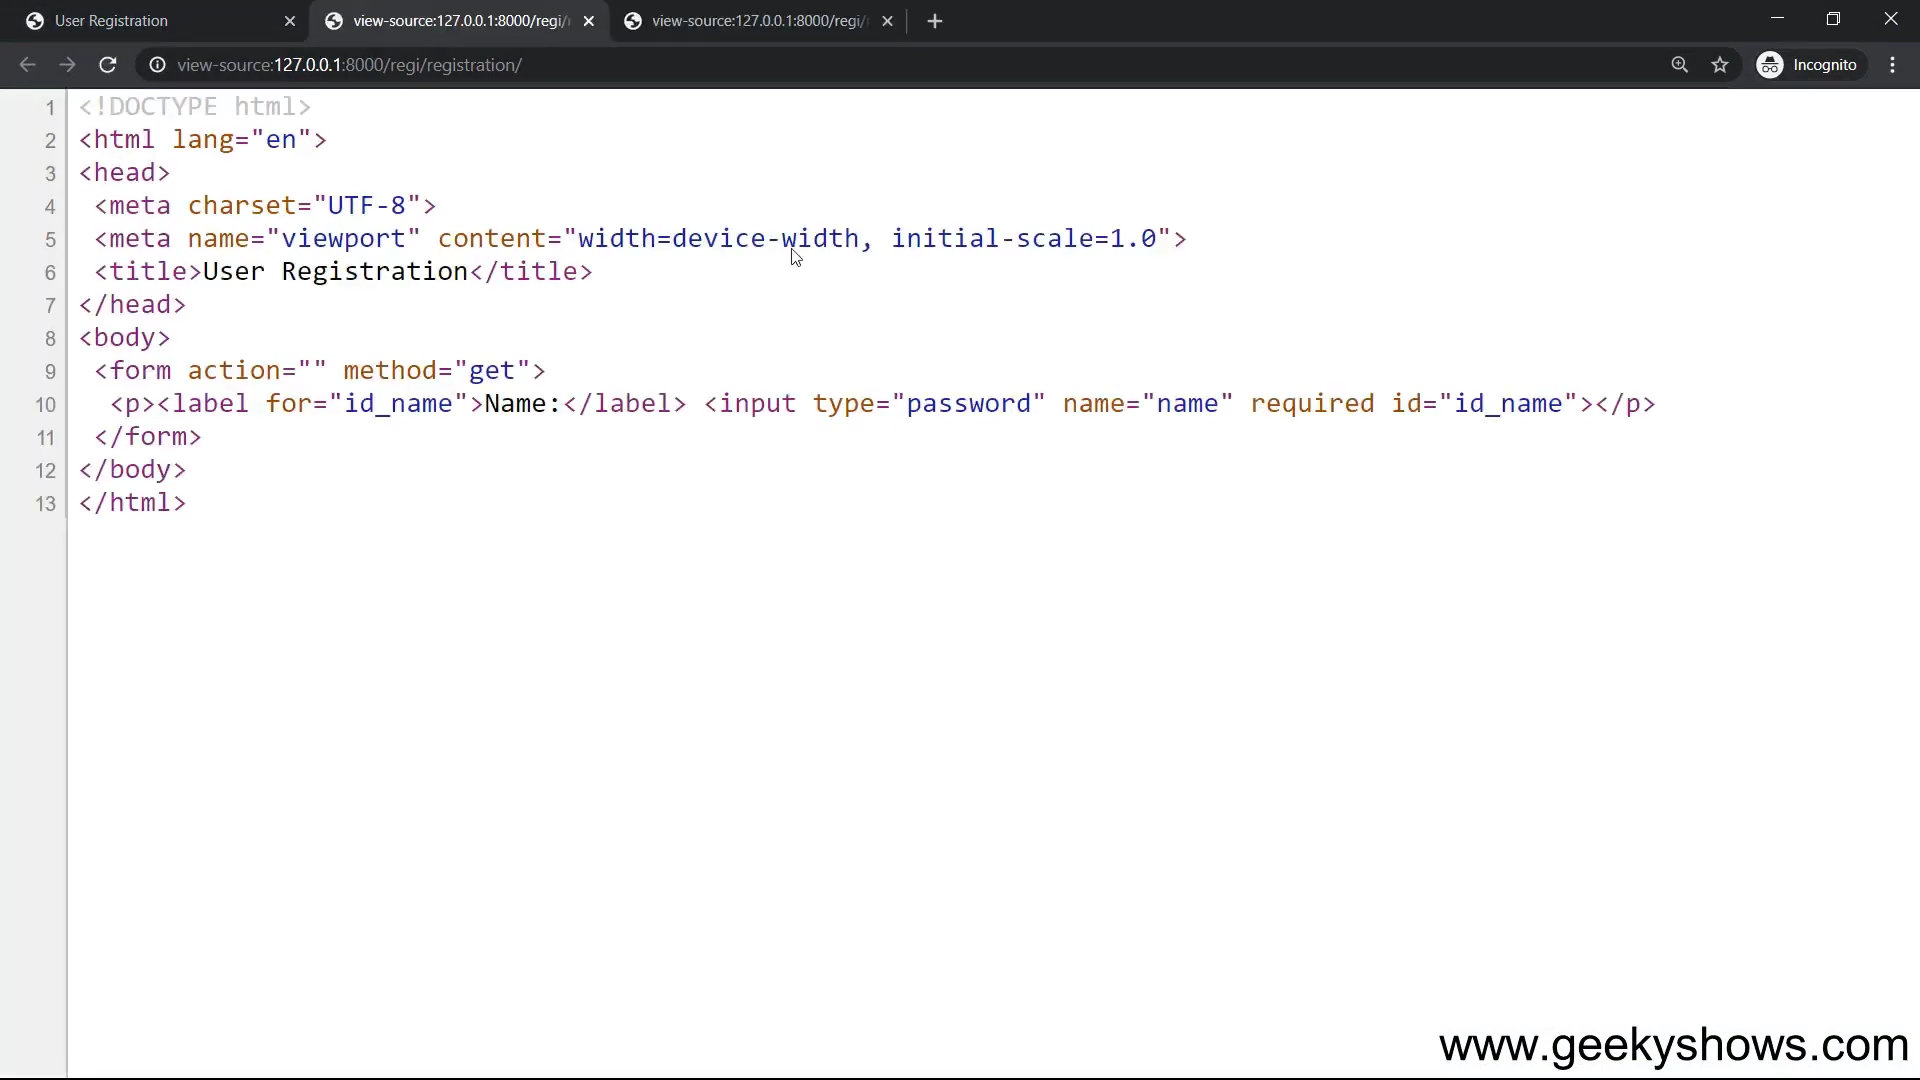 User Registration
view-source:127.0.0.1:8000/regi/
view-source:127.0.0.1:8000/regi/
view-source:127.0.0.1:8000/regi/registration/
Incognito
1 <!DOCTYPE html>
2 <html lang="en">
3 <head>
4 <meta charset="UTF-8">
5 <meta name="viewport" content="width=device-width, initial-scale=1.0">
6 <title>User Registration</title>
7 </head>
8 <body>
9 <form action="" method="get">
10 <p><label for="id_name">Name:</label> <input type="password" name="name" required id="id_name"></p>
11 </form>
12 </body>
13 </html>
www.geekyshows.com